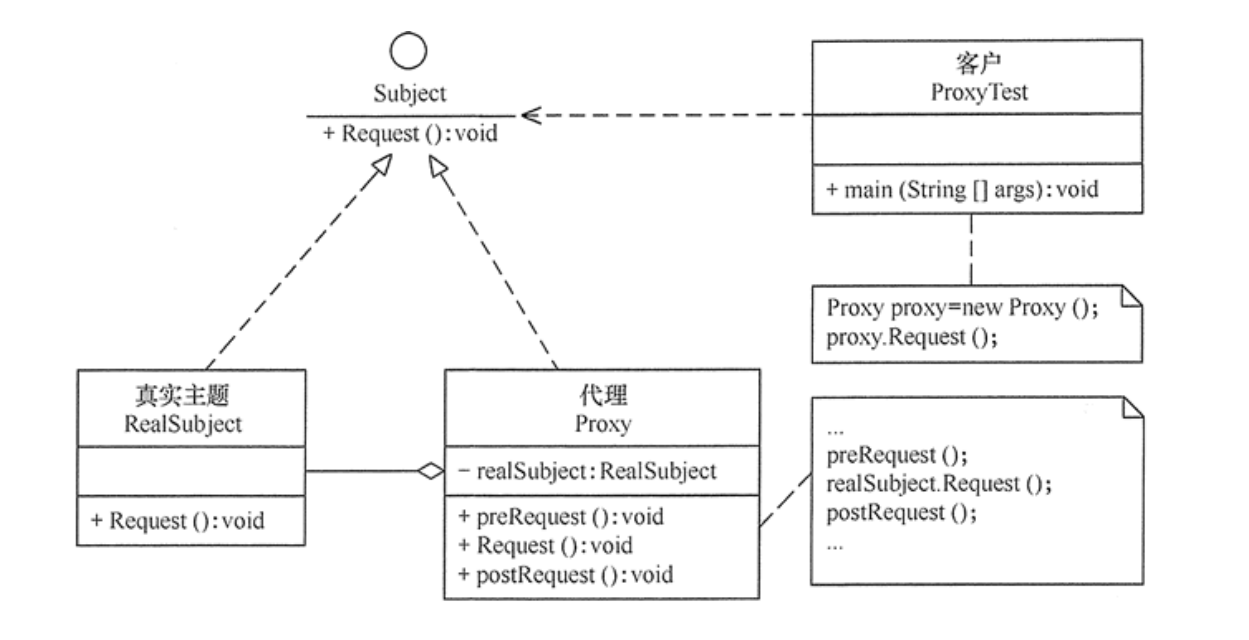 Subject
+ Request ():void
客户
ProxyTest
+ main (String [] args):void
Proxy proxy=new Proxy ();
proxy.Request ();
真实主题
RealSubject
+ Request ():void
代理
Proxy
- realSubject:RealSubject
+ preRequest ():void
+ Request ():void
+ postRequest ():void
...
preRequest ();
realSubject.Request ();
postRequest ();
...